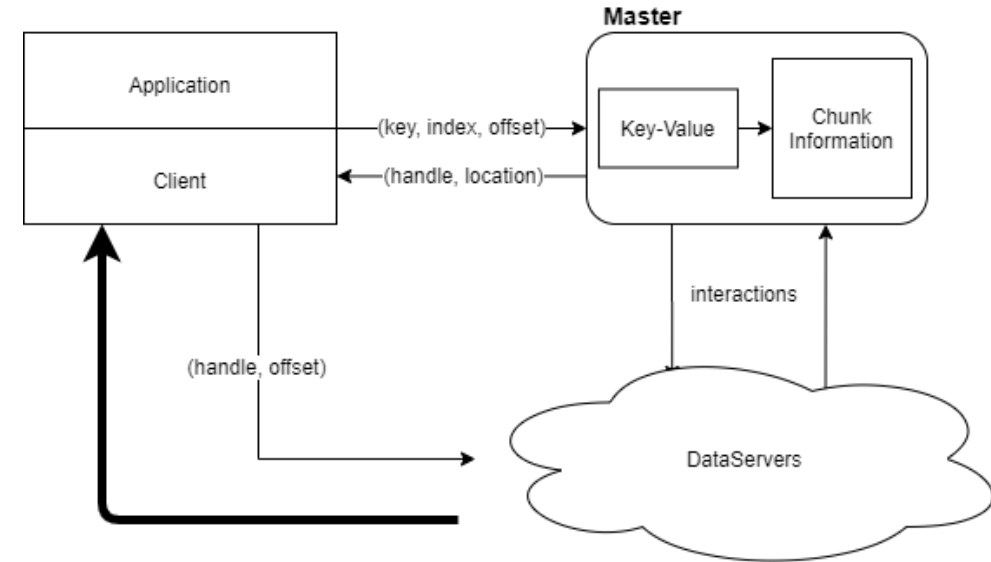 Master
Application
(key, index, offset)
Key-Value
Chunk
Information
Client
(handle, location)
interactions
(handle, offset)
DataServers